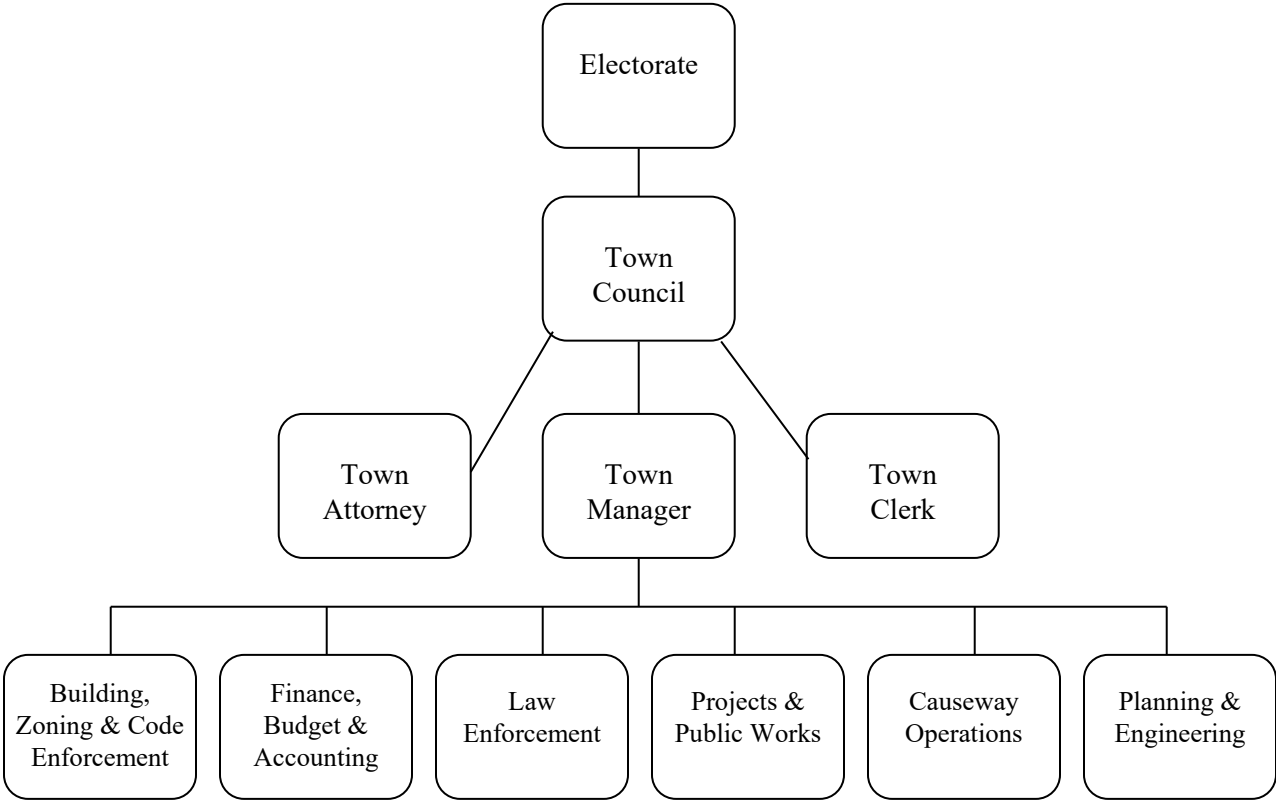 Electorate
Town
Council
Town
Attorney
Town
Manager
Town
Clerk
Building,
Zoning & Code
Enforcement
Finance,
Budget &
Accounting
Law
Enforcement
Projects &
Public Works
Causeway
Operations
Planning &
Engineering